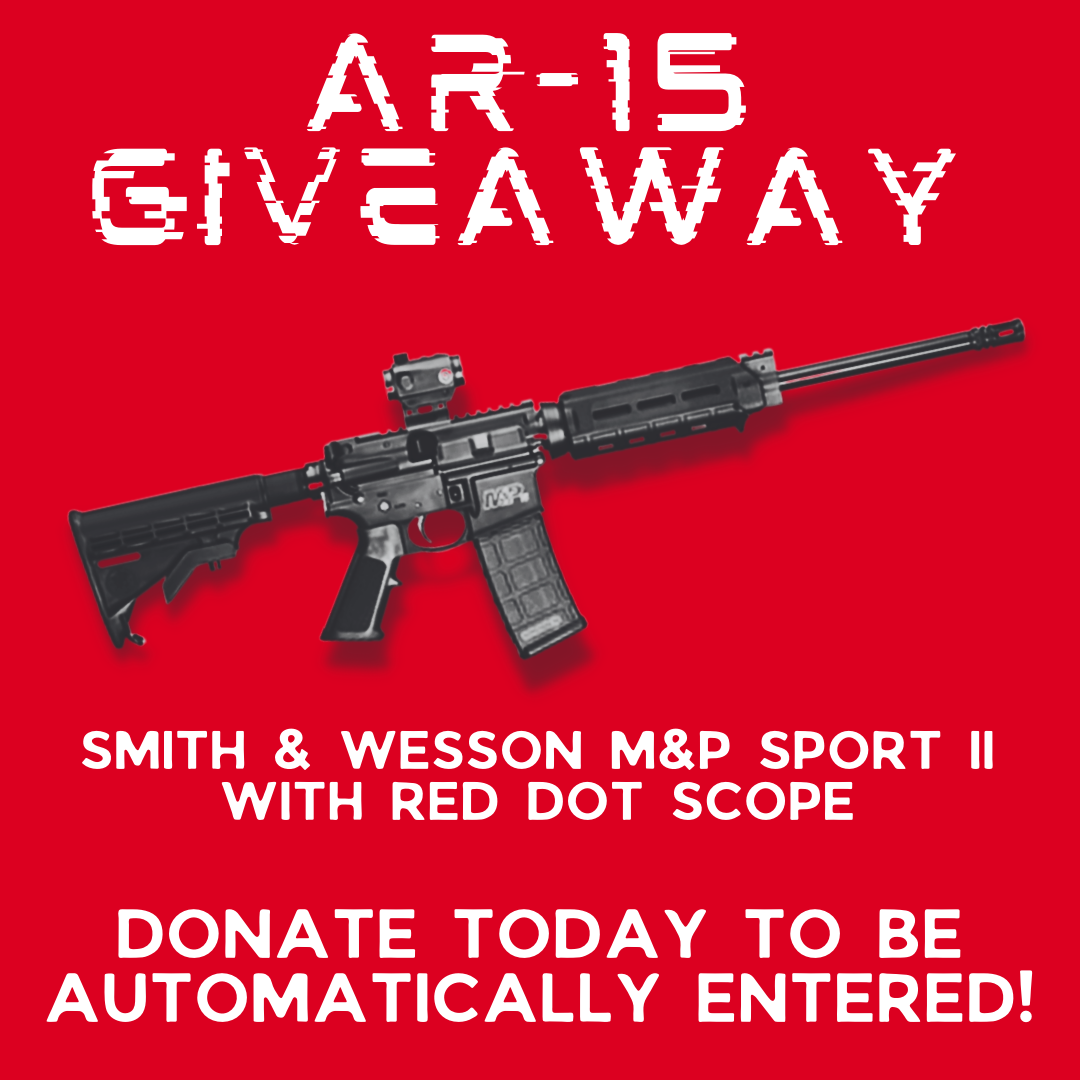 AR-15
GIVEAWAY
M&P
SMITH & WESSON M&P SPORT II
WITH RED DOT SCOPE
DONATE TODAY TO BE
AUTOMATICALLY ENTERED!